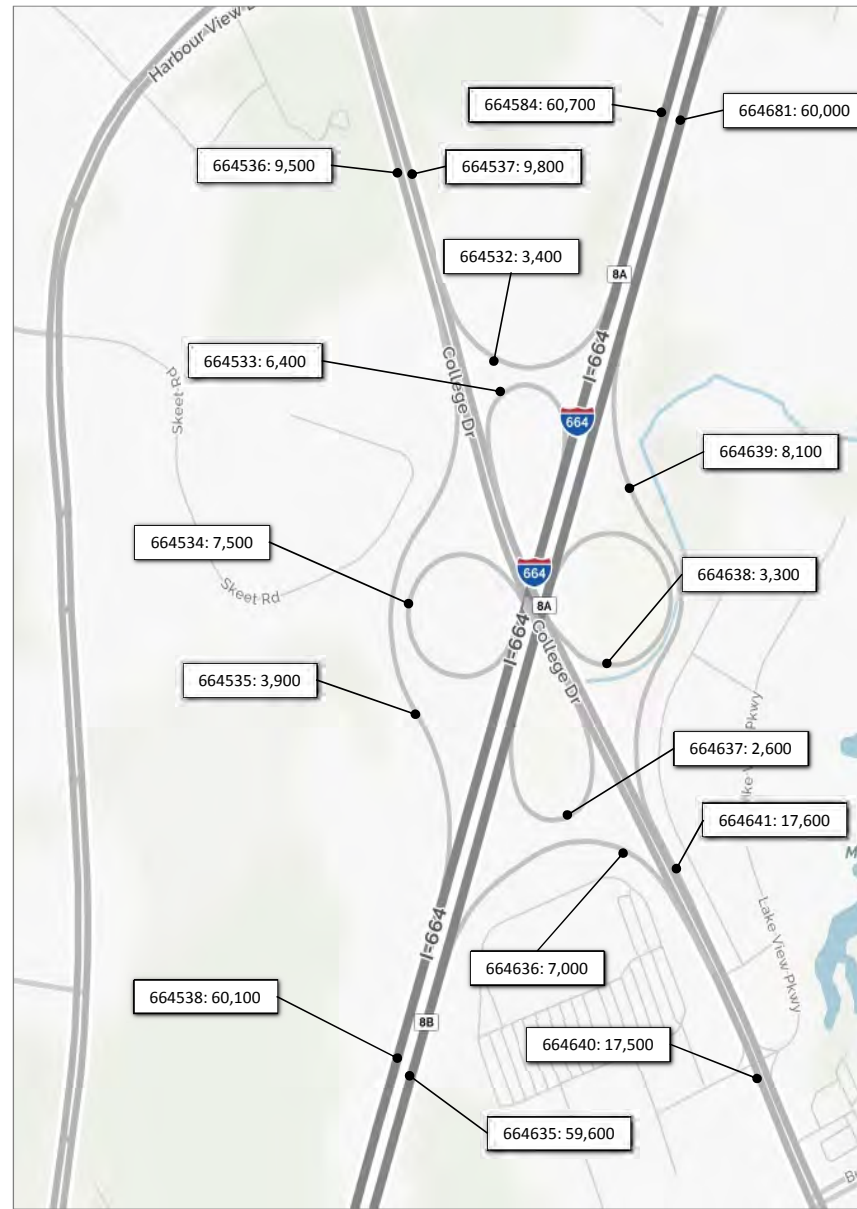 Harbour View
664584: 60,700
664681: 60,000
664536: 9,500
664537: 9,800
664532: 3,400
8A
I-664
664533: 6,400
College Dr
Skeet Rd
664
664639: 8,100
664534: 7,500
664
664638: 3,300
Skeet Rd
8A
I-664
College Dr
664535: 3,900
Pkwy
664637: 2,600
664641: 17,600
M
I-664
Lake View Pkwy
664636: 7,000
664538: 60,100
8B
664640: 17,500
664635: 59,600